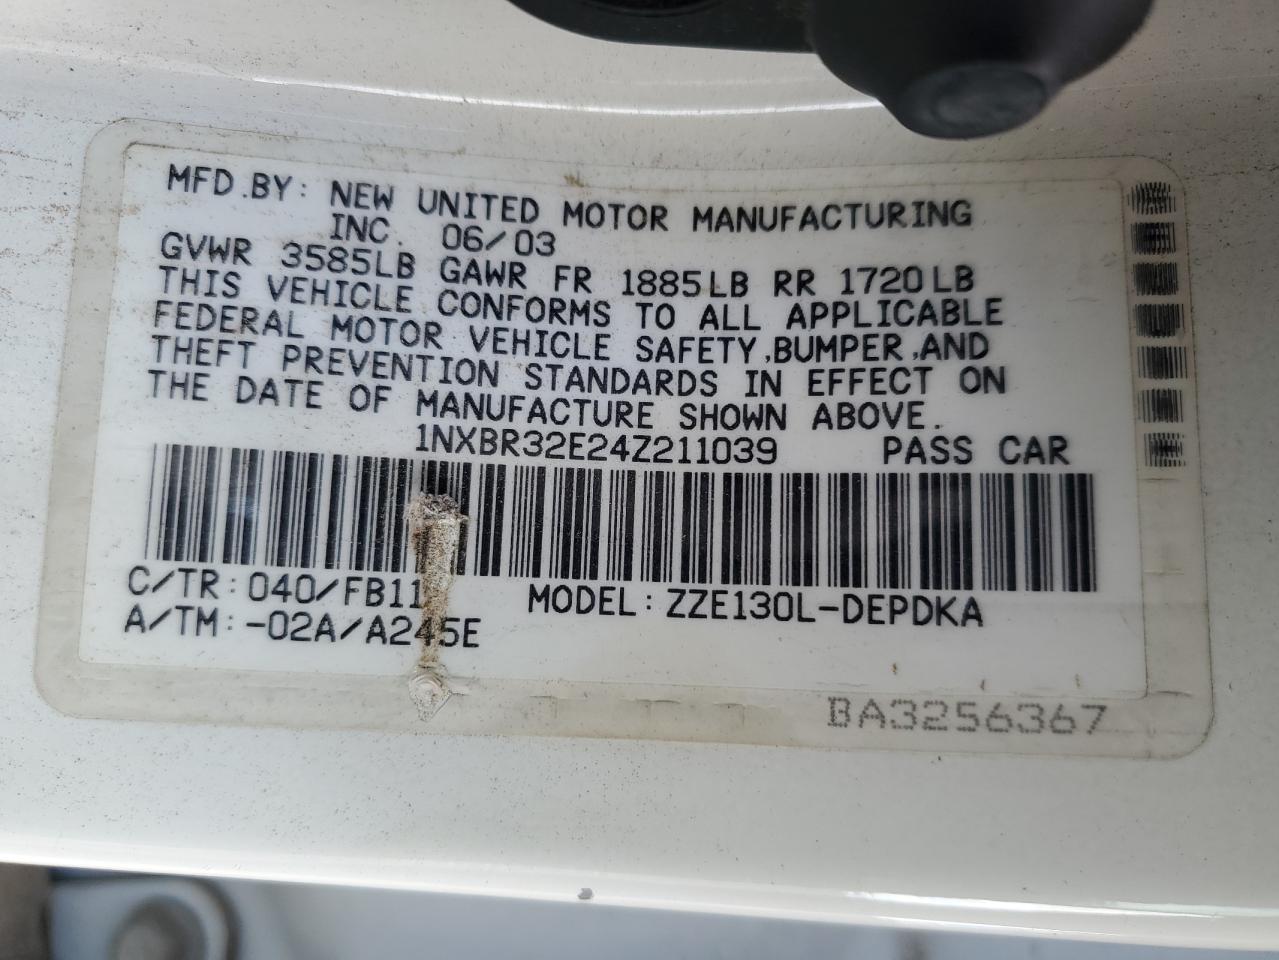 MFD.BY: NEW UNITED MOTOR MANUFACTURING
INC. 06/03
GVWR 3585LB GAWR FR 1885LB RR 1720LB
THIS VEHICLE CONFORMS TO ALL APPLICABLE
FEDERAL MOTOR VEHICLE SAFETY,BUMPER,AND
THEFT PREVENTION STANDARDS IN EFFECT ON
THE DATE OF MANUFACTURE SHOWN ABOVE.
1NXBR32E24Z211039 PASS CAR
C/TR:040/FB11
MODEL:ZZE130L-DEPDKA
A/TM:-02A/A245E
BA3256367